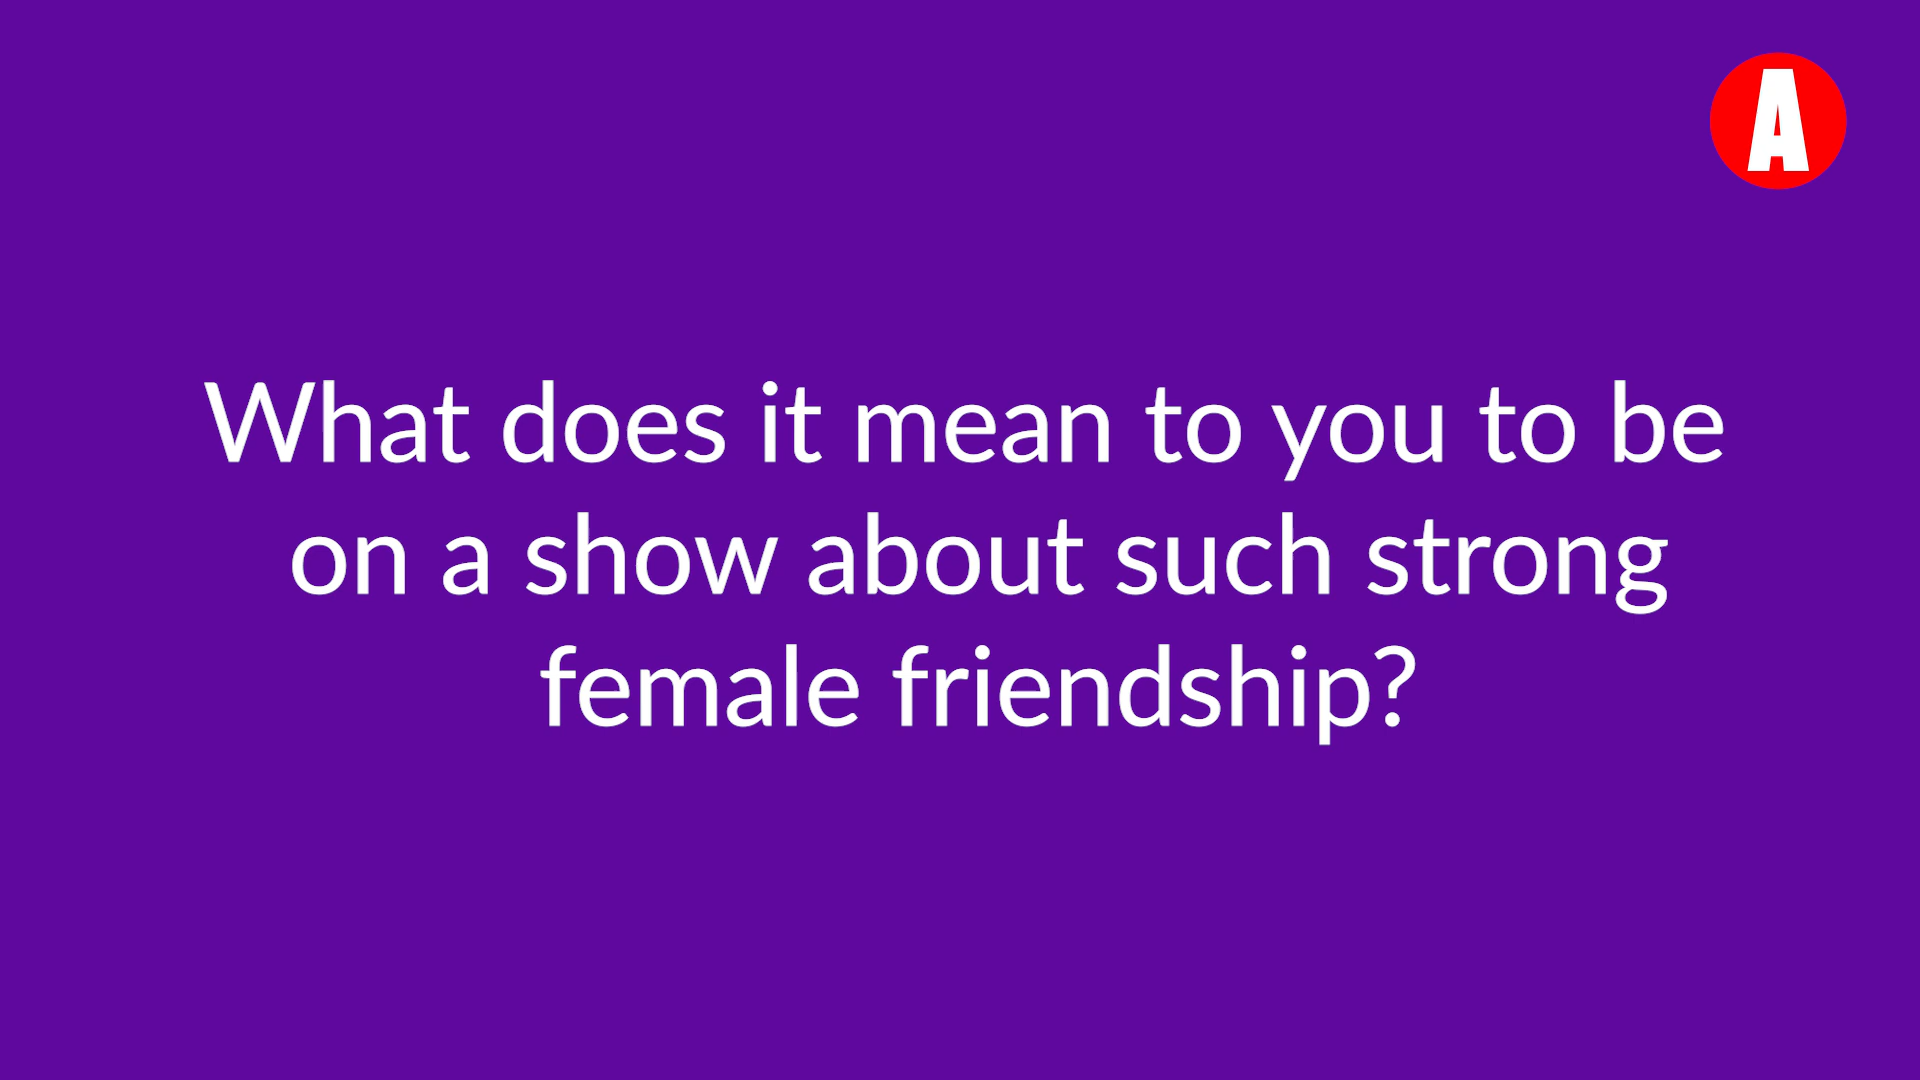 A
What does it mean to you to be
on a show about such strong
female friendship?